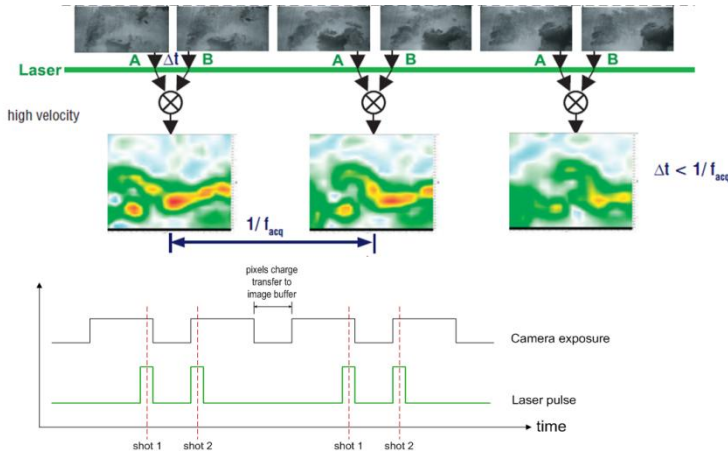 A Δt B A B A B
Laser
high velocity
Δt < 1/ f_acq
1/ f_acq
pixels charge
transfer to
image buffer
Camera exposure
Laser pulse
time
shot 1 shot 2 shot 1 shot 2